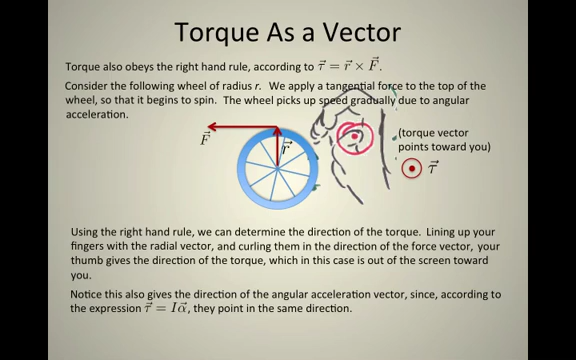 Torque As a Vector
Torque also obeys the right hand rule, according to τ⃗ = r⃗ × F⃗.
Consider the following wheel of radius r. We apply a tangential force to the top of the
wheel, so that it begins to spin. The wheel picks up speed gradually due to angular
acceleration.
F⃗
r⃗
(torque vector
points toward you)
τ⃗
Using the right hand rule, we can determine the direction of the torque. Lining up your
fingers with the radial vector, and curling them in the direction of the force vector, your
thumb gives the direction of the torque, which in this case is out of the screen toward
you.
Notice this also gives the direction of the angular acceleration vector, since, according to
the expression τ⃗ = Iα⃗, they point in the same direction.